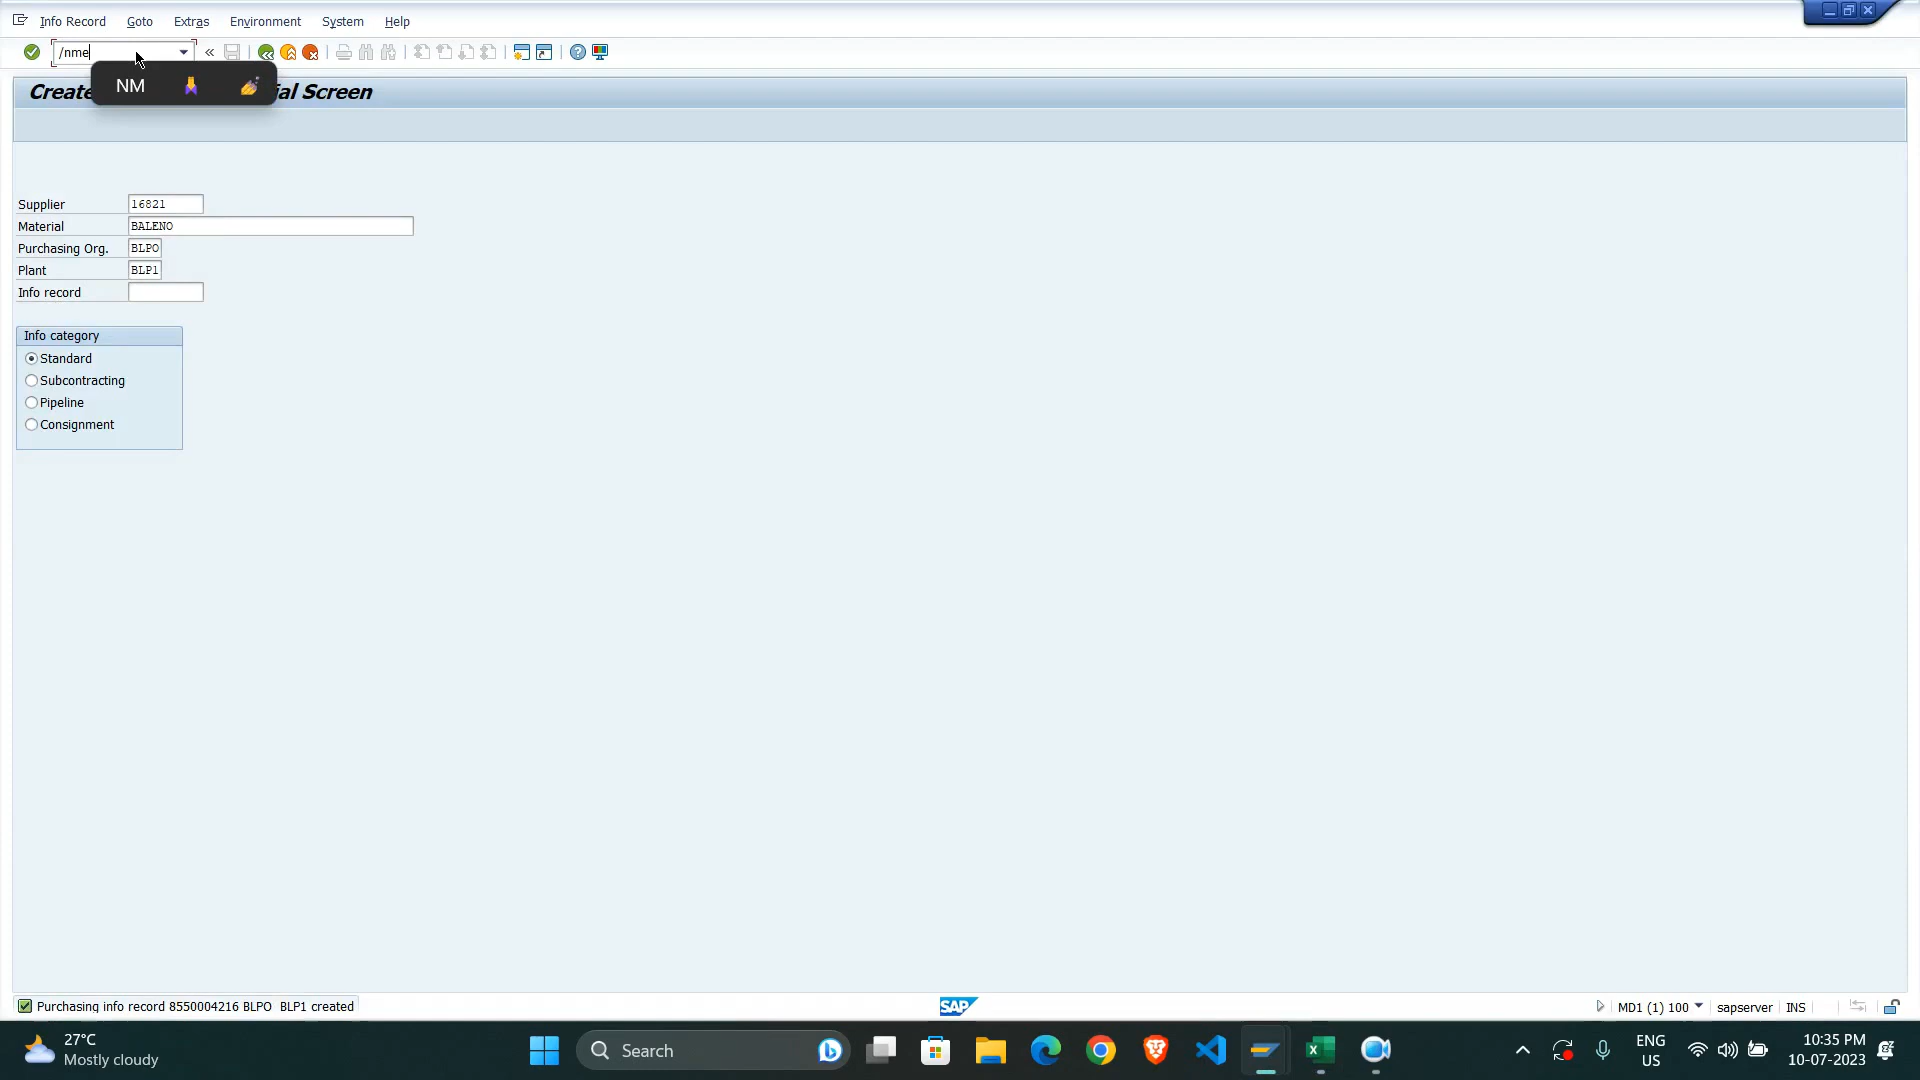 Info Record Goto Extras Environment System Help
/nme
NM
Create ial Screen
Supplier 16821
Material BALENO
Purchasing Org. BLPO
Plant BLP1
Info record
Info category
Standard
Subcontracting
Pipeline
Consignment
Purchasing info record 8550004216 BLPO BLP1 created
SAP
MD1 (1) 100 sapserver INS
27°C
Mostly cloudy
Search
ENG
US
10:35 PM
10-07-2023